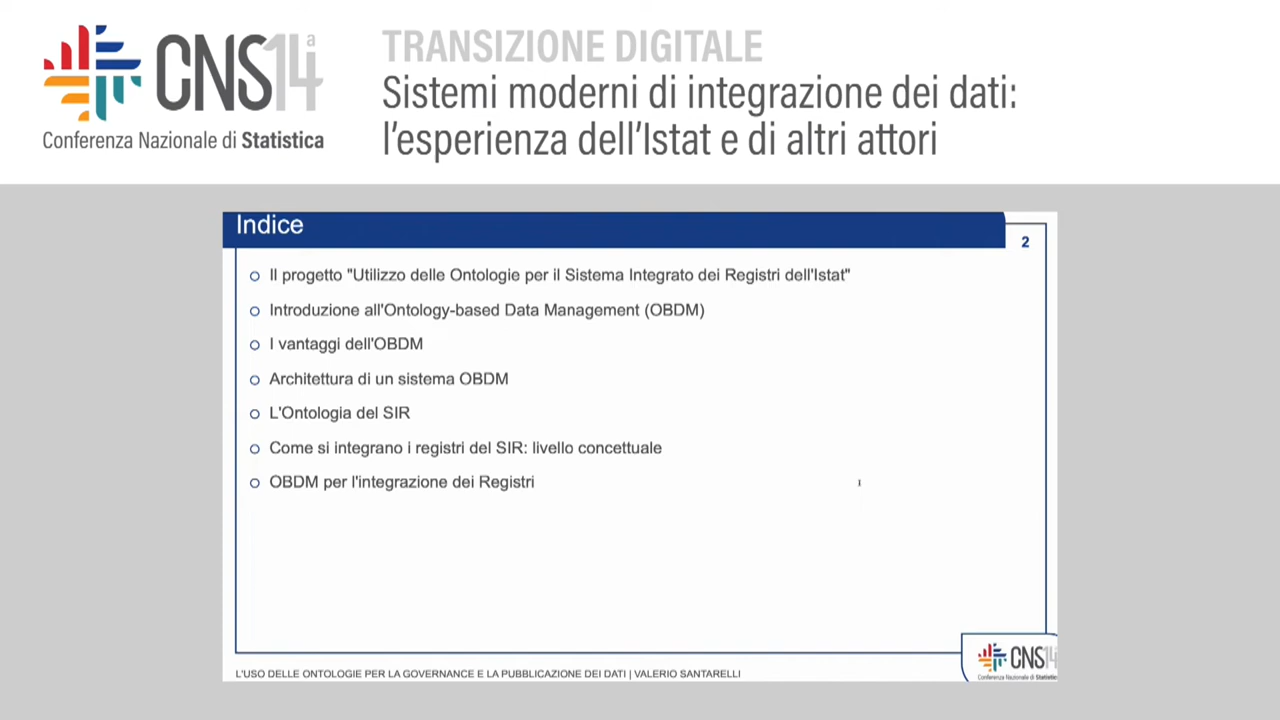 CNS14a
Conferenza Nazionale di Statistica
TRANSIZIONE DIGITALE
Sistemi moderni di integrazione dei dati:
l'esperienza dell'Istat e di altri attori
Indice
2
Il progetto "Utilizzo delle Ontologie per il Sistema Integrato dei Registri dell'Istat"
Introduzione all'Ontology-based Data Management (OBDM)
I vantaggi dell'OBDM
Architettura di un sistema OBDM
L'Ontologia del SIR
Come si integrano i registri del SIR: livello concettuale
OBDM per l'integrazione dei Registri
L'USO DELLE ONTOLOGIE PER LA GOVERNANCE E LA PUBBLICAZIONE DEI DATI | VALERIO SANTARELLI
CNS14
Conferenza Nazionale di Statistica